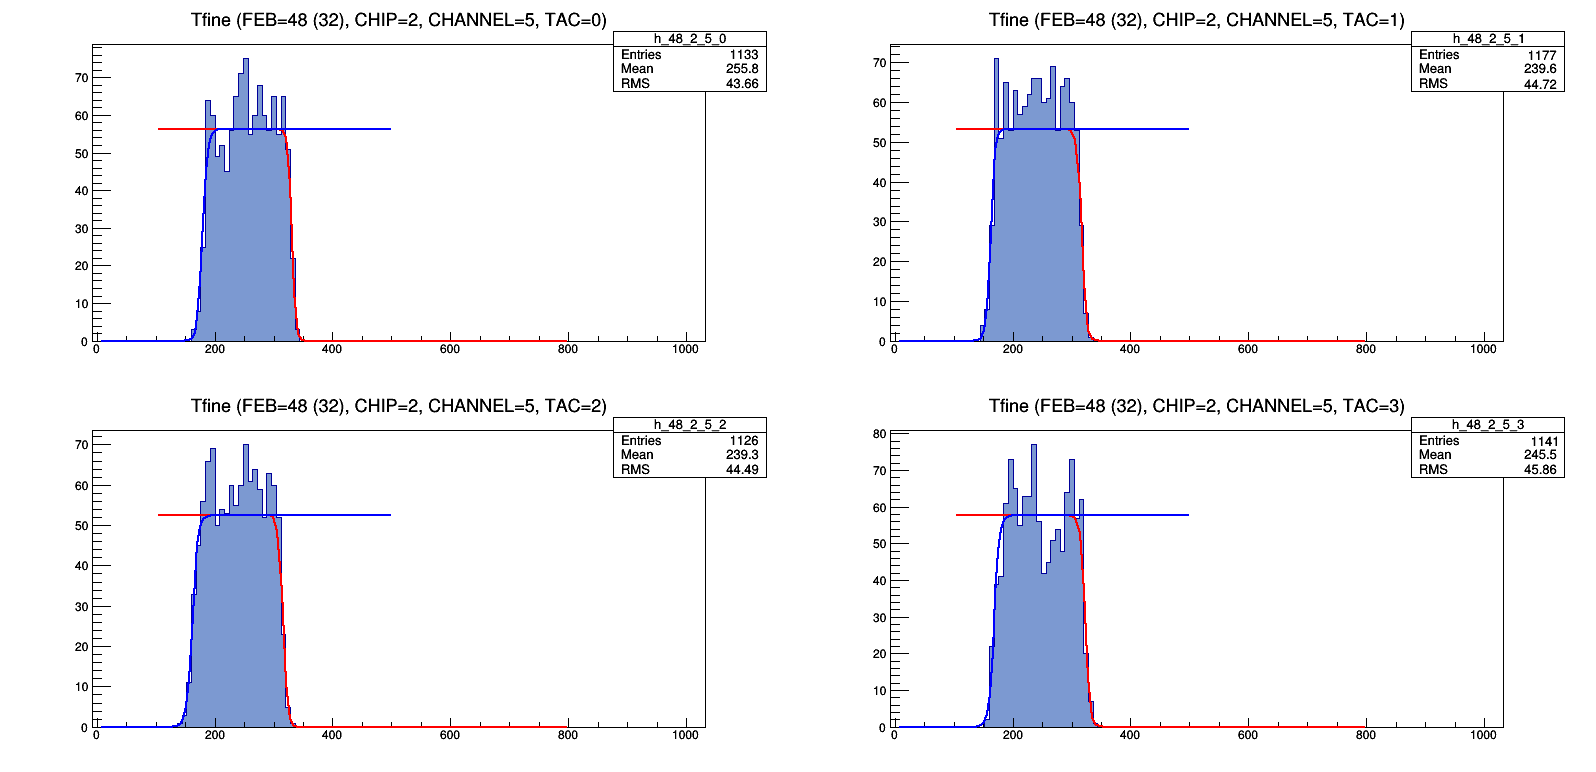 Tfine (FEB=48 (32), CHIP=2, CHANNEL=5, TAC=0)
h_48_2_5_0
Entries 1133
Mean 255.8
RMS 43.66
70
60
50
40
30
20
10
0
0 200 400 600 800 1000
Tfine (FEB=48 (32), CHIP=2, CHANNEL=5, TAC=1)
h_48_2_5_1
Entries 1177
Mean 239.6
RMS 44.72
70
60
50
40
30
20
10
0
0 200 400 600 800 1000
Tfine (FEB=48 (32), CHIP=2, CHANNEL=5, TAC=2)
h_48_2_5_2
Entries 1126
Mean 239.3
RMS 44.49
70
60
50
40
30
20
10
0
0 200 400 600 800 1000
Tfine (FEB=48 (32), CHIP=2, CHANNEL=5, TAC=3)
h_48_2_5_3
Entries 1141
Mean 245.5
RMS 45.86
80
70
60
50
40
30
20
10
0
0 200 400 600 800 1000